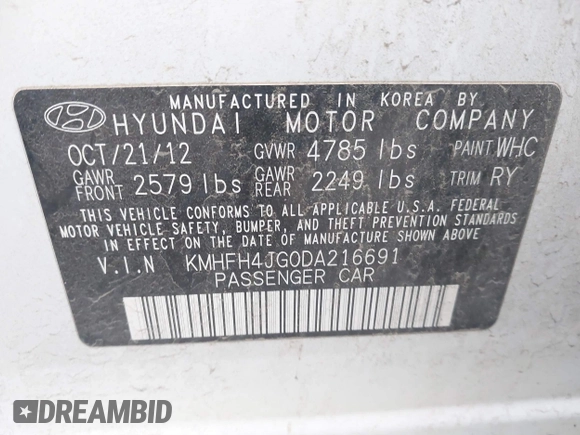 MANUFACTURED IN KOREA BY
HYUNDAI MOTOR COMPANY
OCT/21/12 GVWR 4785 lbs PAINT WHC
GAWR FRONT 2579 lbs GAWR REAR 2249 lbs TRIM RY
THIS VEHICLE CONFORMS TO ALL APPLICABLE U.S.A. FEDERAL
MOTOR VEHICLE SAFETY, BUMPER, AND THEFT PREVENTION STANDARDS
IN EFFECT ON THE DATE OF MANUFACTURE SHOWN ABOVE.
V.I.N KMHFH4JG0DA216691
PASSENGER CAR
DREAMBID